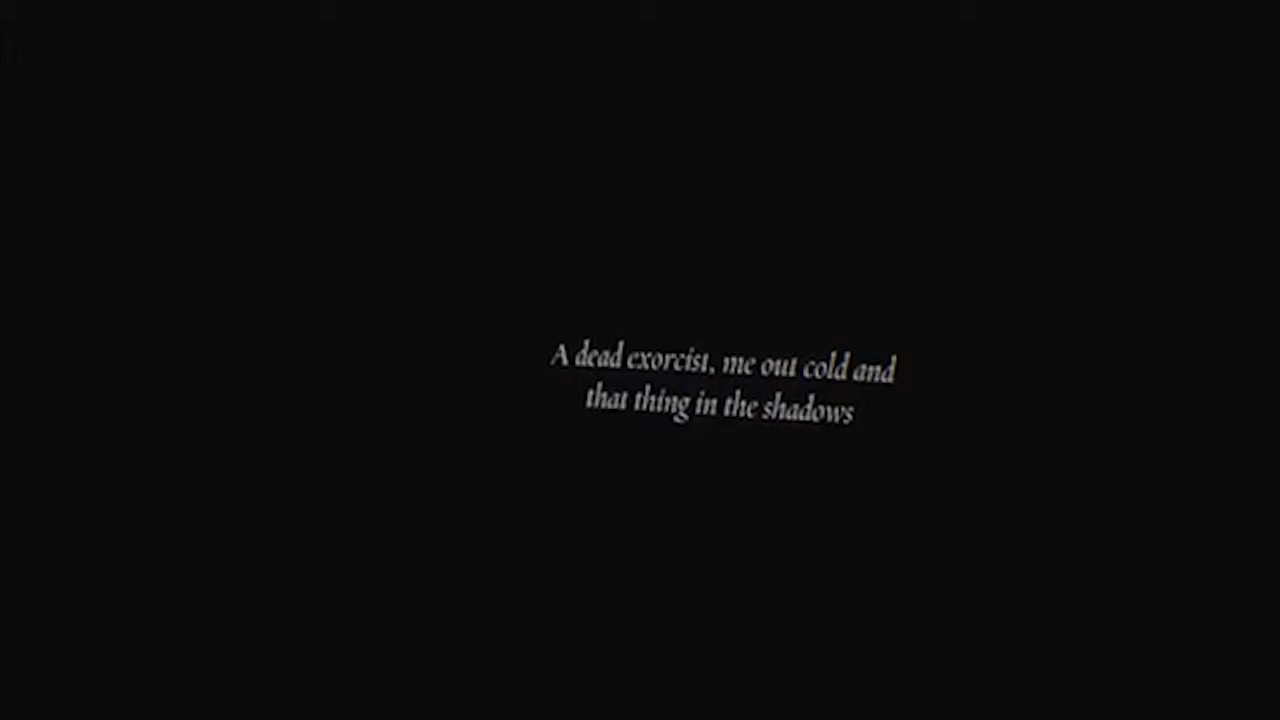 A dead exorcist, me out cold and
that thing in the shadows